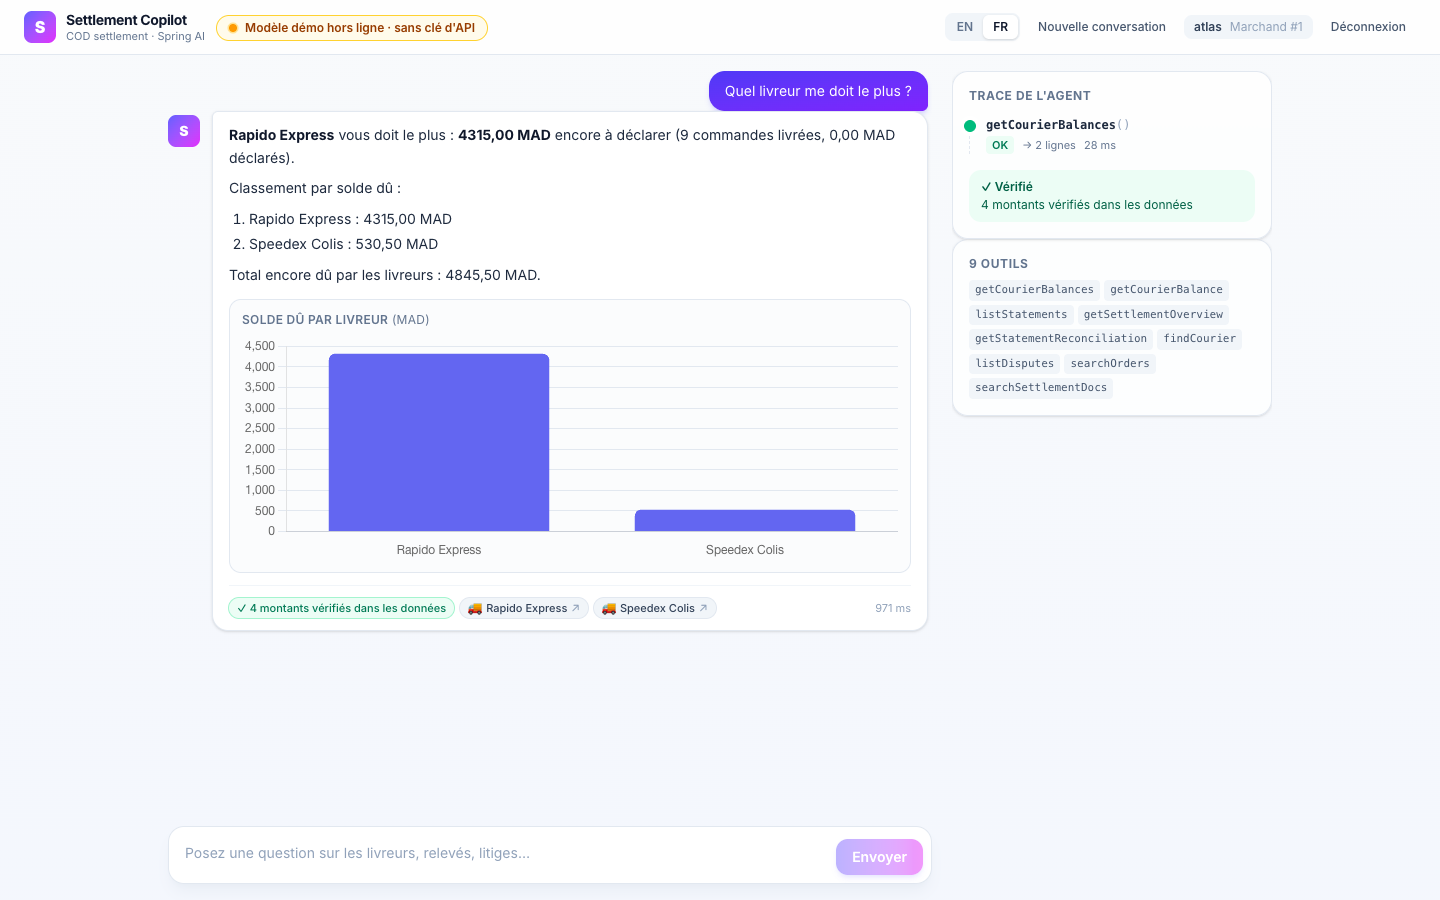 S
Settlement Copilot
COD settlement · Spring AI
Modèle démo hors ligne · sans clé d'API
EN
FR
Nouvelle conversation
atlas Marchand #1
Déconnexion
Quel livreur me doit le plus ?
S
Rapido Express vous doit le plus : 4315,00 MAD encore à déclarer (9 commandes livrées, 0,00 MAD
déclarés).
Classement par solde dû :
1. Rapido Express : 4315,00 MAD
2. Speedex Colis : 530,50 MAD
Total encore dû par les livreurs : 4845,50 MAD.
SOLDE DÛ PAR LIVREUR (MAD)
4,500
4,000
3,500
3,000
2,500
2,000
1,500
1,000
500
0
Rapido Express
Speedex Colis
✓ 4 montants vérifiés dans les données
🚚 Rapido Express ↗
🚚 Speedex Colis ↗
971 ms
TRACE DE L'AGENT
getCourierBalances()
OK → 2 lignes · 28 ms
✓ Vérifié
4 montants vérifiés dans les données
9 OUTILS
getCourierBalances getCourierBalance
listStatements getSettlementOverview
getStatementReconciliation findCourier
listDisputes searchOrders
searchSettlementDocs
Posez une question sur les livreurs, relevés, litiges…
Envoyer